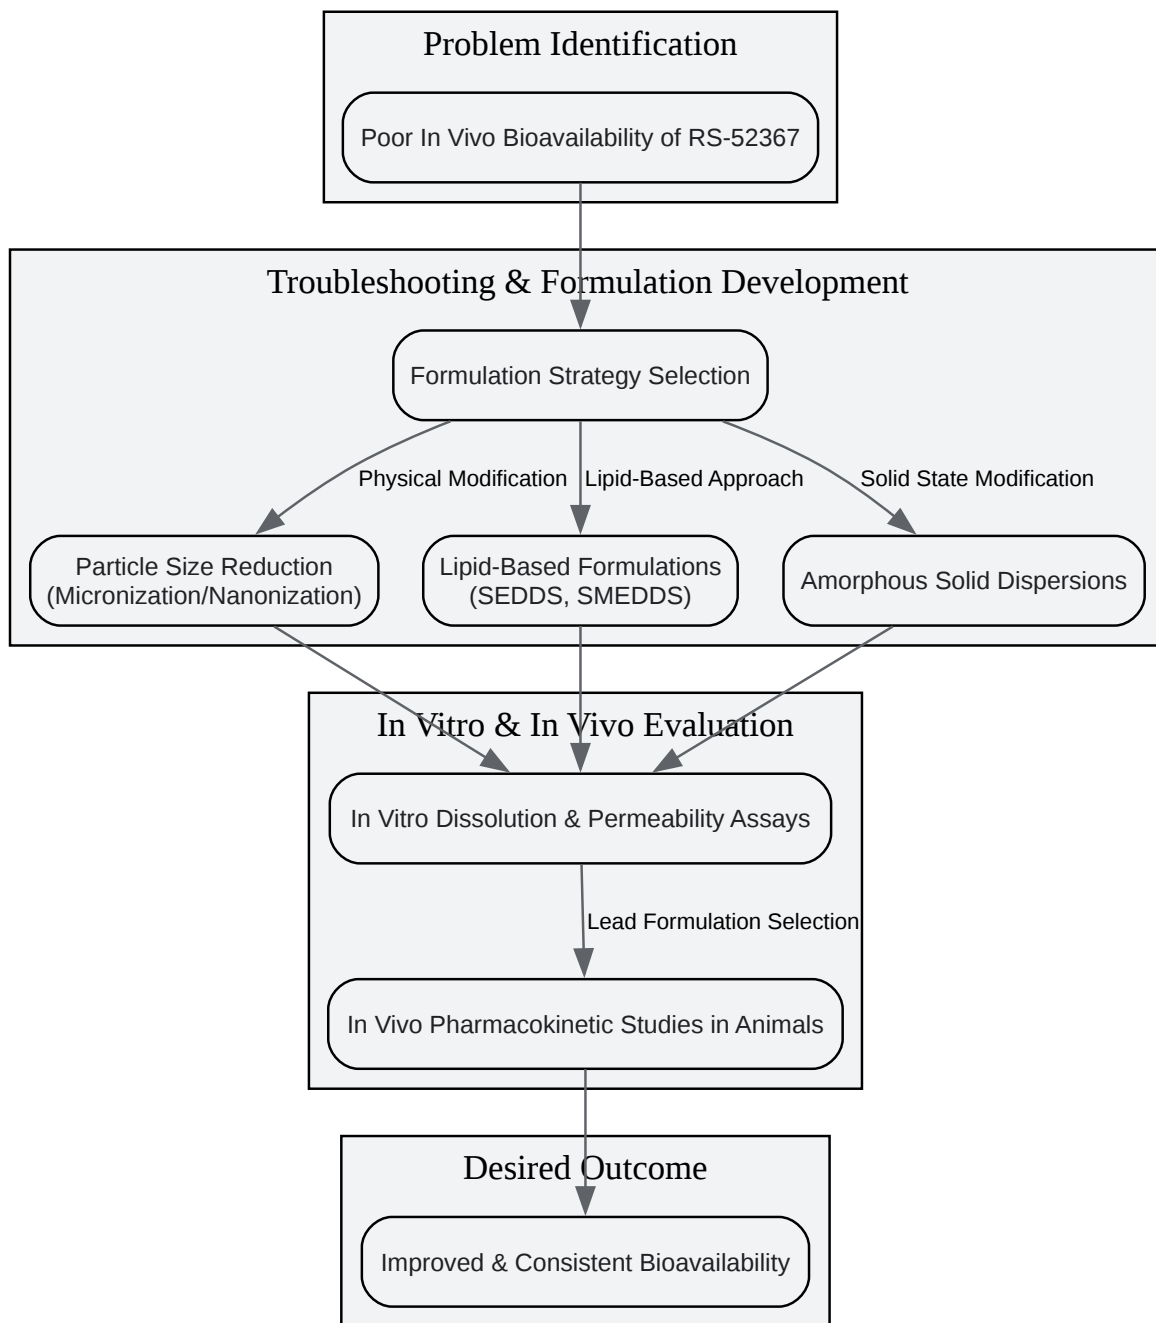 Problem Identification
Poor In Vivo Bioavailability of RS-52367
Troubleshooting & Formulation Development
Formulation Strategy Selection
Physical Modification
Lipid-Based Approach
Solid State Modification
Particle Size Reduction
(Micronization/Nanonization)
Lipid-Based Formulations
(SEDDS, SMEDDS)
Amorphous Solid Dispersions
In Vitro & In Vivo Evaluation
In Vitro Dissolution & Permeability Assays
Lead Formulation Selection
In Vivo Pharmacokinetic Studies in Animals
Desired Outcome
Improved & Consistent Bioavailability